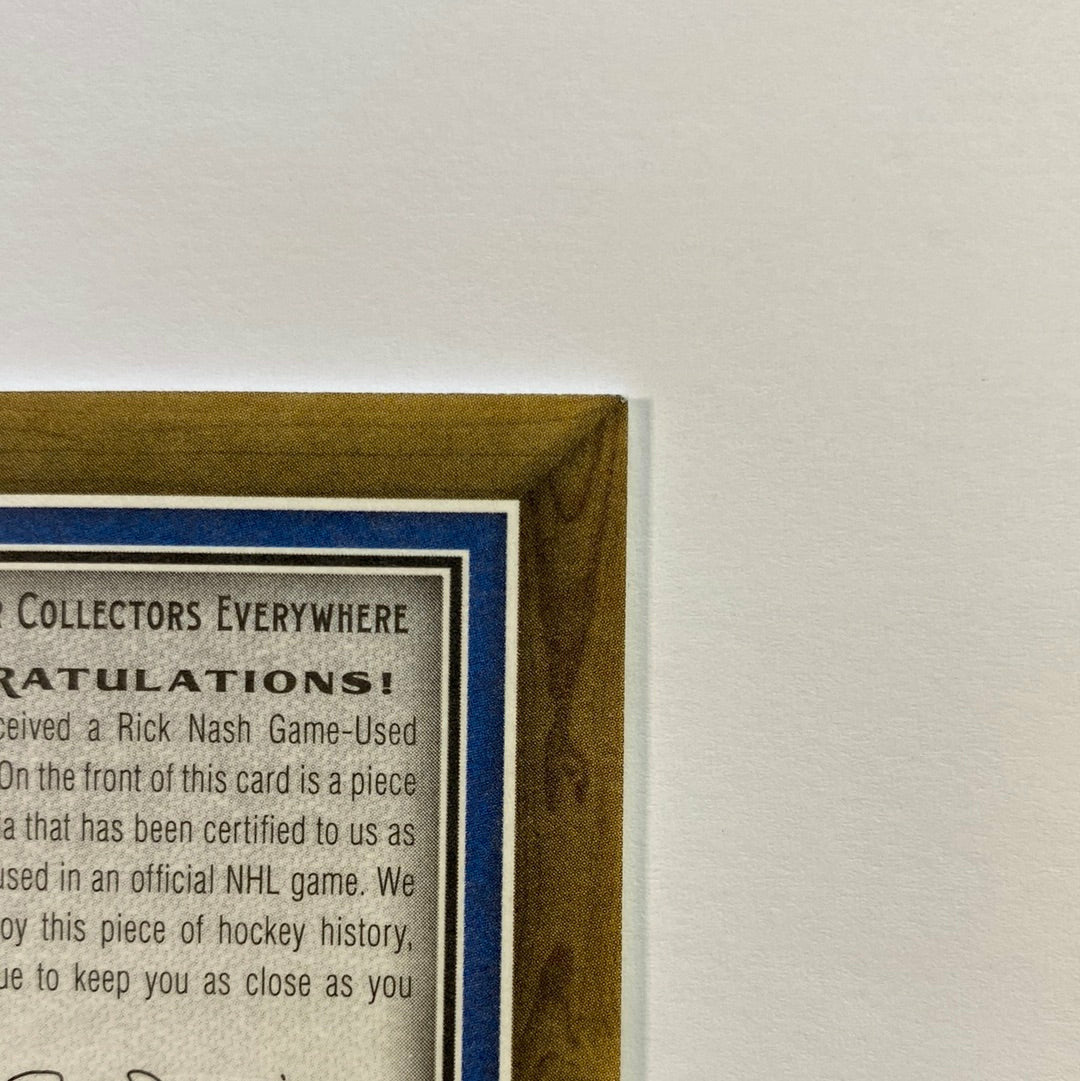 COLLECTORS EVERYWHERE
RATULATIONS!
ceived a Rick Nash Game-Used
On the front of this card is a piece
ia that has been certified to us as
used in an official NHL game. We
oy this piece of hockey history,
ue to keep you as close as you